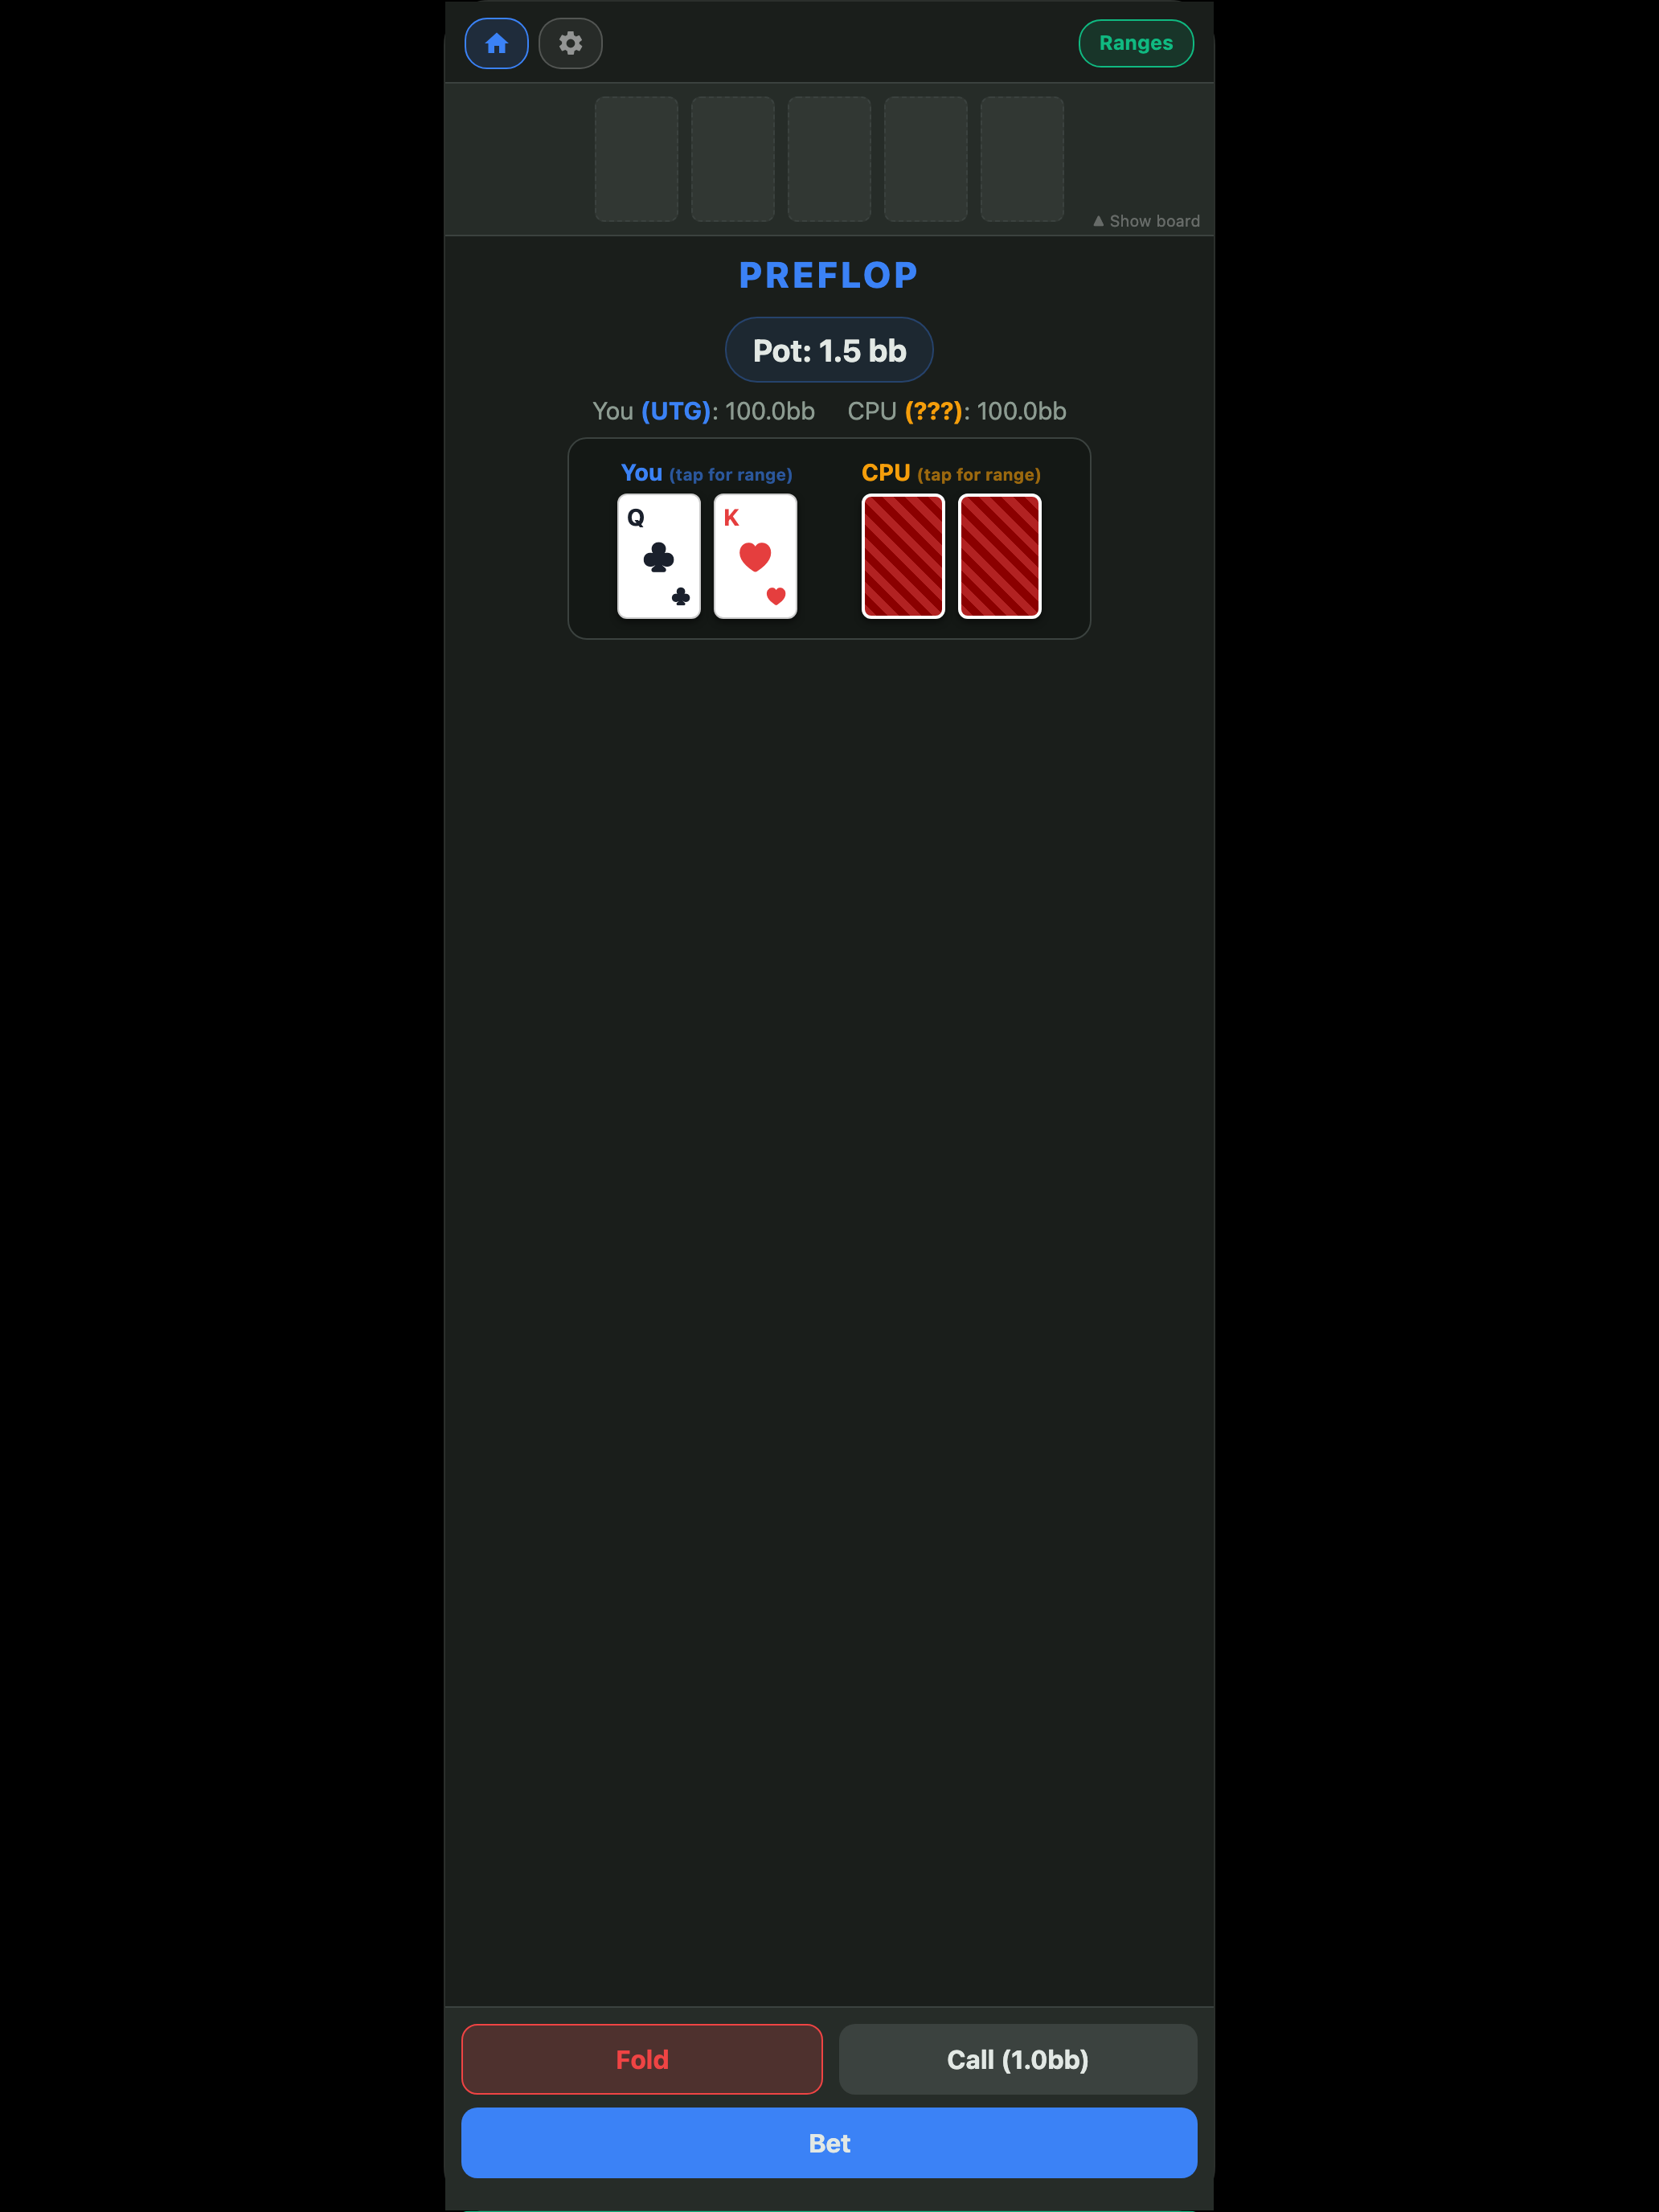 Ranges
▲ Show board
PREFLOP
Pot: 1.5 bb
You (UTG): 100.0bb CPU (???): 100.0bb
You (tap for range) CPU (tap for range)
Q K
Fold Call (1.0bb)
Bet